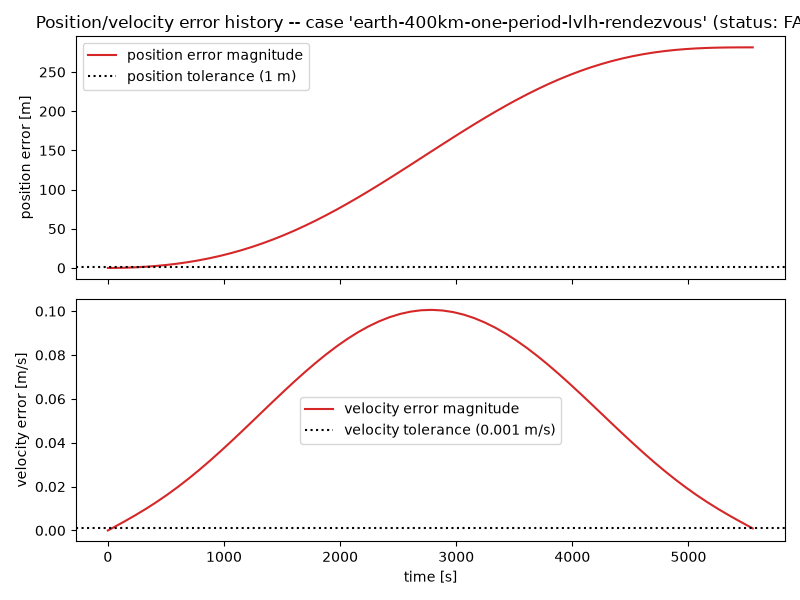 Position/velocity error history -- case 'earth-400km-one-period-lvlh-rendezvous' (status: FA
position error magnitude
position tolerance (1 m)
position error [m]
250
200
150
100
50
0
velocity error magnitude
velocity tolerance (0.001 m/s)
velocity error [m/s]
0.10
0.08
0.06
0.04
0.02
0.00
0
1000
2000
3000
4000
5000
time [s]